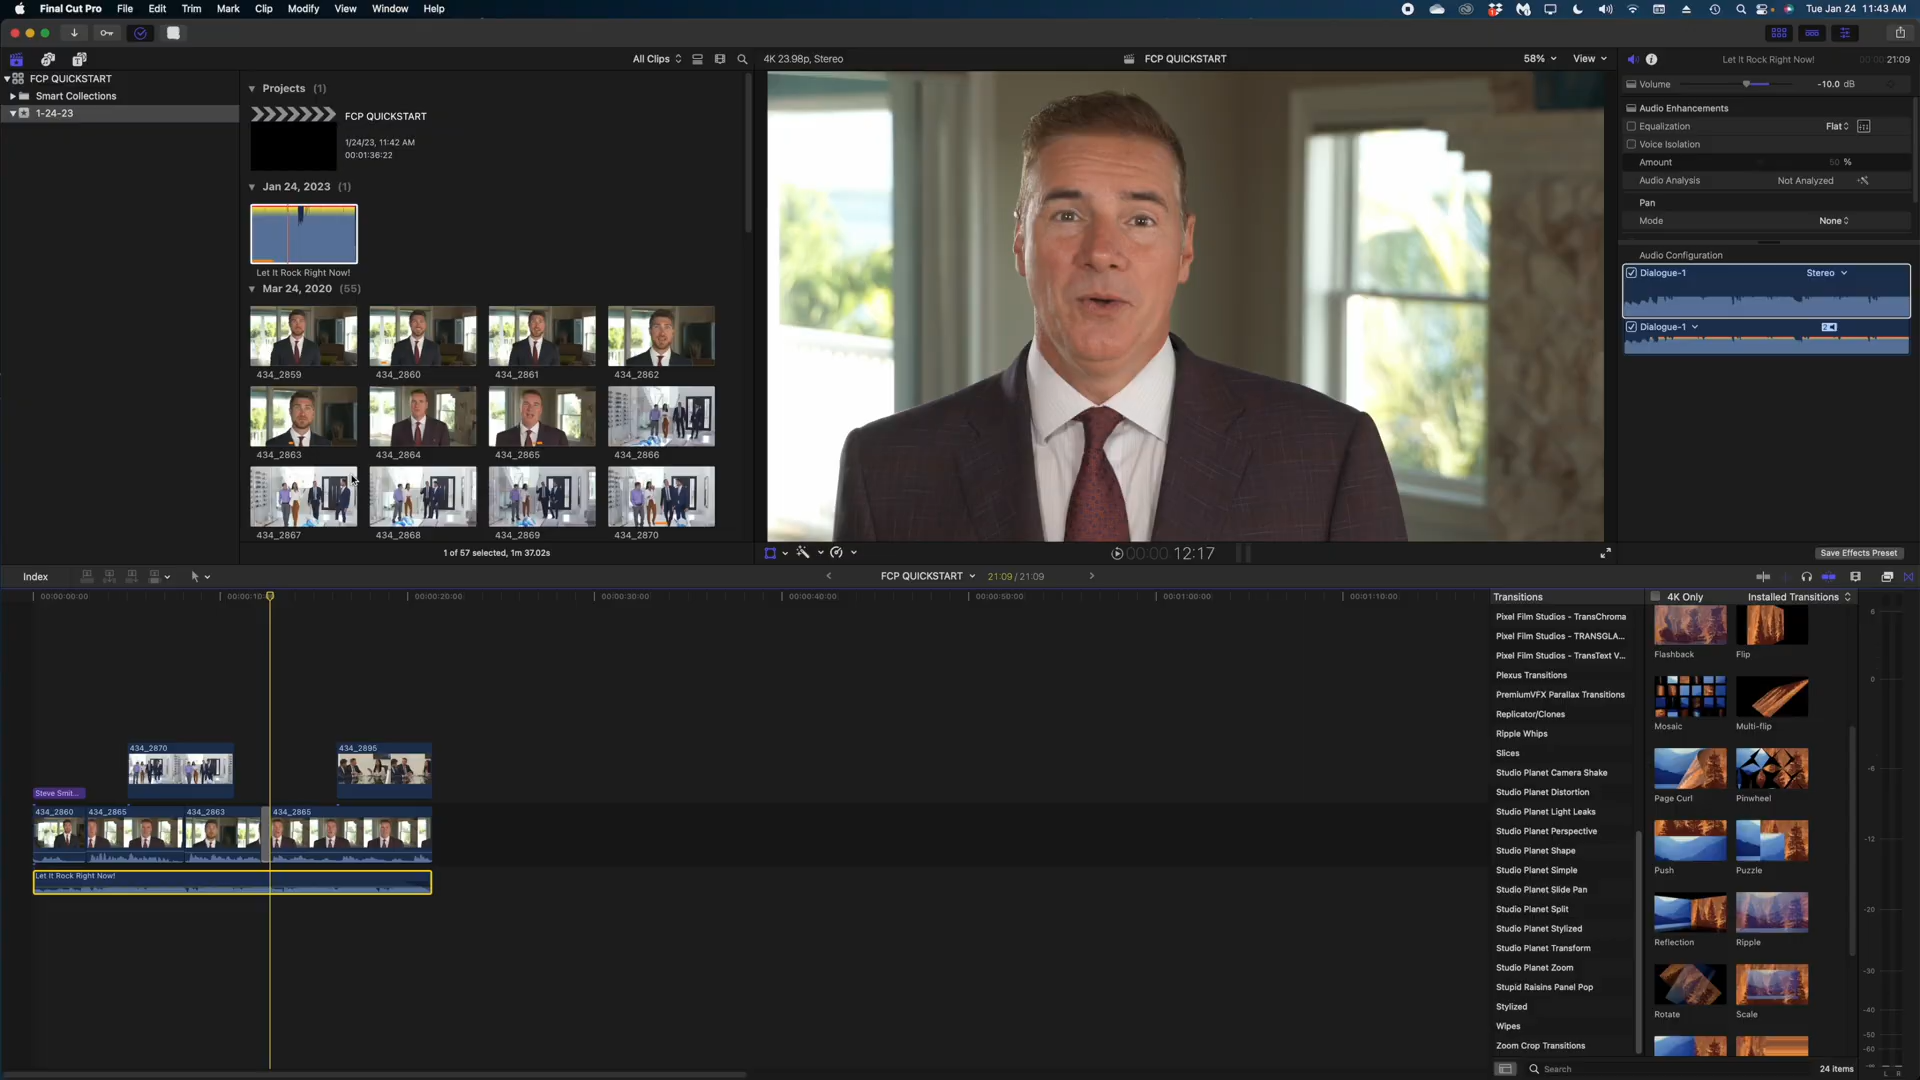 Final Cut Pro File Edit Trim Mark Clip Modify View Window Help Tue Jan 24 11:43 AM
All Clips 4K 23.98p, Stereo FCP QUICKSTART 58% View Let It Rock Right Now! 00:00 21:09
FCP QUICKSTART
Smart Collections
1-24-23
Projects (1)
FCP QUICKSTART
1/24/23, 11:42 AM
00:01:36:22
Jan 24, 2023 (1)
Let It Rock Right Now!
Mar 24, 2020 (55)
434_2859 434_2860 434_2861 434_2862
434_2863 434_2864 434_2865 434_2866
434_2867 434_2868 434_2869 434_2870
1 of 57 selected, 1m 37.02s
00:00 12:17
Volume -10.0 dB
Audio Enhancements
Equalization Flat
Voice Isolation
Amount 50 %
Audio Analysis Not Analyzed
Pan
Mode None
Audio Configuration
Dialogue-1 Stereo
Dialogue-1
Save Effects Preset
Index FCP QUICKSTART 21:09 / 21:09
00:00:00:00 00:00:10:00 00:00:20:00 00:00:30:00 00:00:40:00 00:00:50:00 00:01:00:00 00:01:10:00
434_2870 434_2895
Steve Smit...
434_2860 434_2865 434_2863 434_2865
Let It Rock Right Now!
Transitions 4K Only Installed Transitions
Pixel Film Studios - TransChroma
Pixel Film Studios - TRANSGLA...
Pixel Film Studios - TransText V...
Plexus Transitions
PremiumVFX Parallax Transitions
Replicator/Clones
Ripple Whips
Slices
Studio Planet Camera Shake
Studio Planet Distortion
Studio Planet Light Leaks
Studio Planet Perspective
Studio Planet Shape
Studio Planet Simple
Studio Planet Slide Pan
Studio Planet Split
Studio Planet Stylized
Studio Planet Transform
Studio Planet Zoom
Stupid Raisins Panel Pop
Stylized
Wipes
Zoom Crop Transitions
Flashback Flip
Mosaic Multi-flip
Page Curl Pinwheel
Push Puzzle
Reflection Ripple
Rotate Scale
Search 24 items
6
0
-6
-12
-20
-30
-40
-50
-60
L R